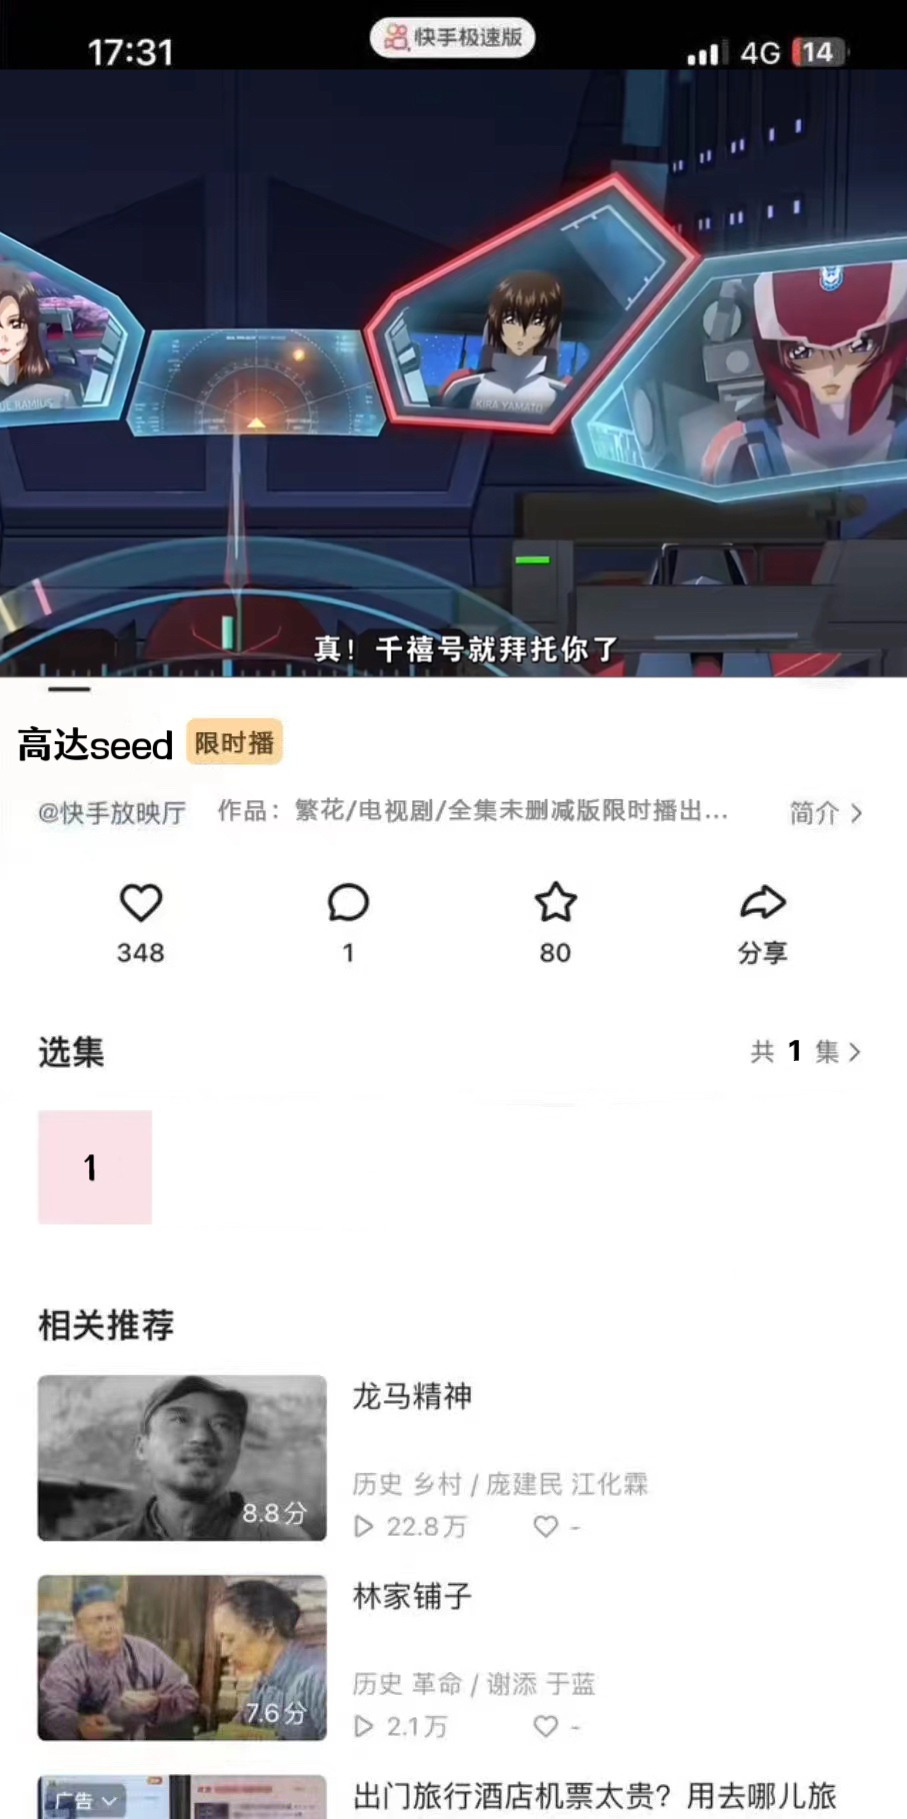 17:31
快手极速版
4G
14
KIRA YAMATO
真！千禧号就拜托你了
高达seed 限时播
@快手放映厅 作品：繁花/电视剧/全集未删减版限时播出... 简介
348
1
80
分享
选集
共 1 集
1
相关推荐
龙马精神
8.8分
历史 乡村 / 庞建民 江化霖
22.8万
-
林家铺子
7.6分
历史 革命 / 谢添 于蓝
2.1万
-
广告
出门旅行酒店机票太贵？用去哪儿旅